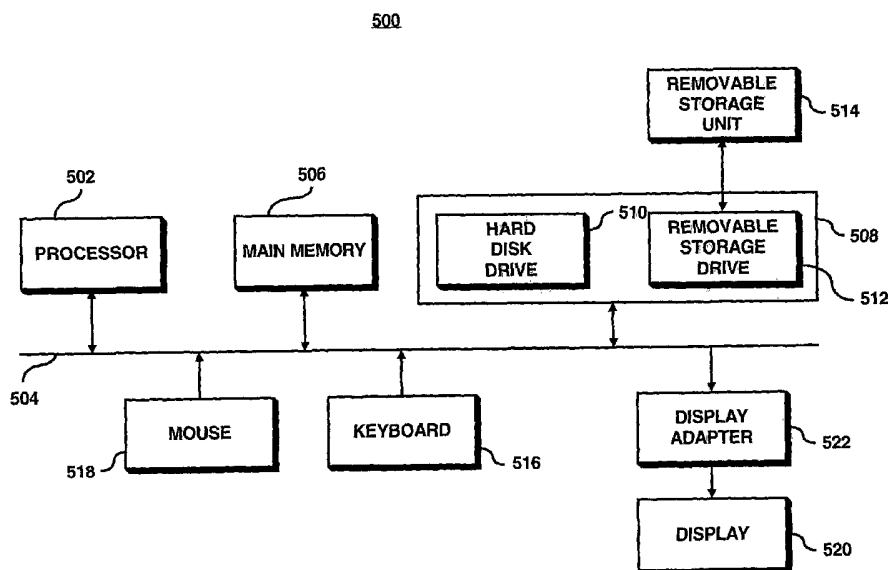 500
REMOVABLE
STORAGE
UNIT
514
502
PROCESSOR
506
MAIN MEMORY
HARD
DISK
DRIVE
510
REMOVABLE
STORAGE
DRIVE
508
512
504
MOUSE
518
KEYBOARD
516
DISPLAY
ADAPTER
522
DISPLAY
520